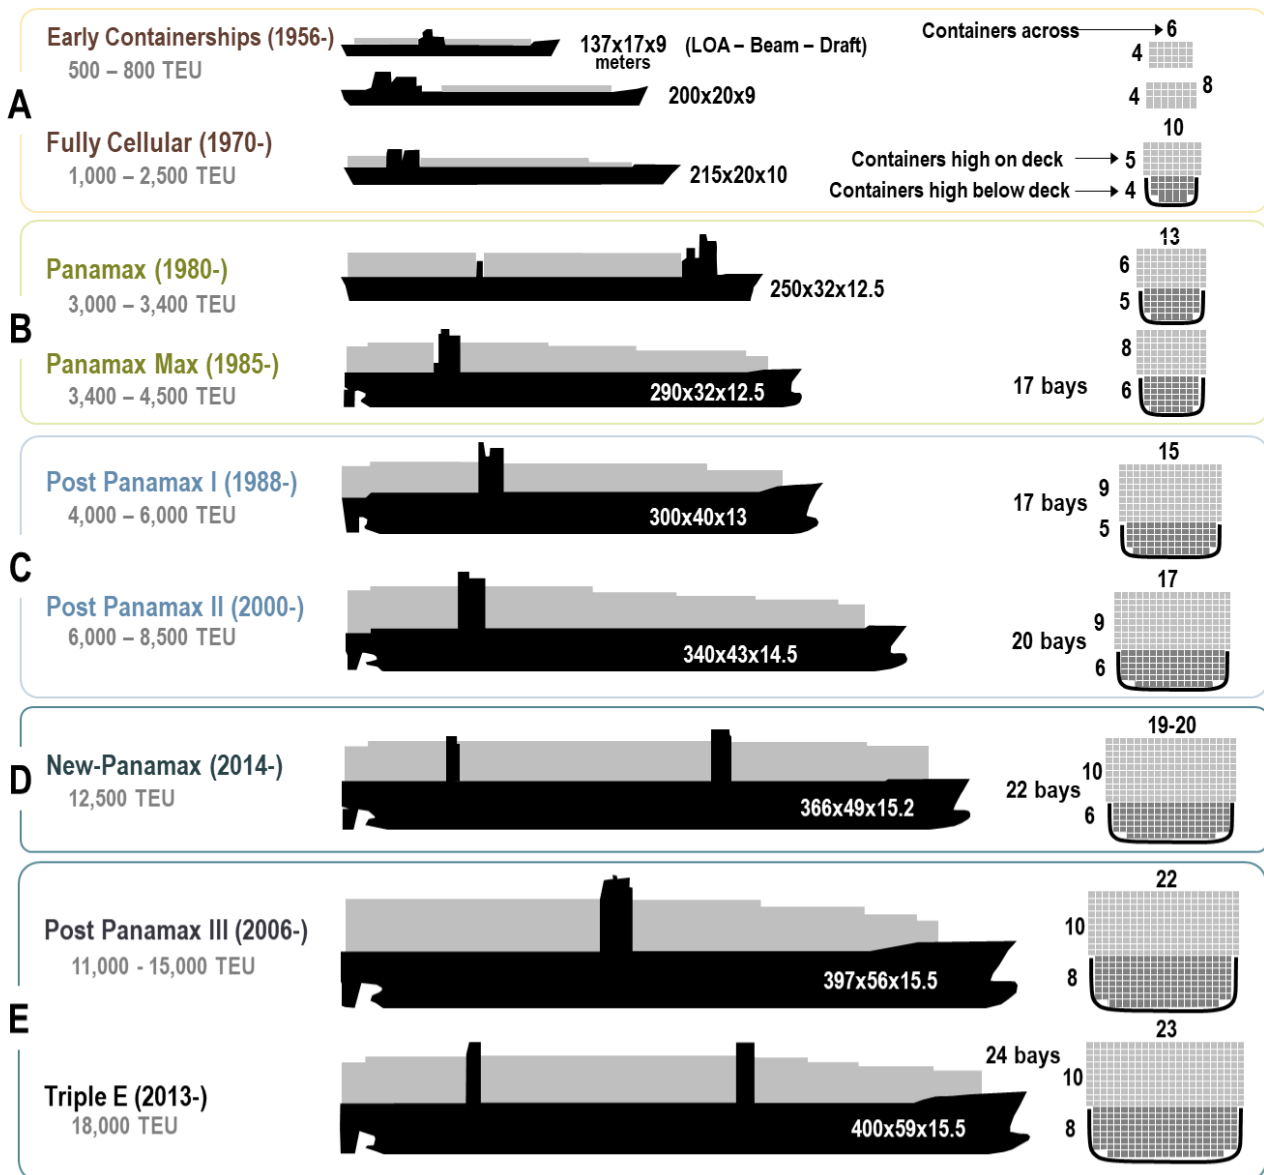 A
Early Containerships (1956-)
500 – 800 TEU
137x17x9
meters
(LOA – Beam – Draft)
Containers across
6
4
200x20x9
4
8
Fully Cellular (1970-)
1,000 – 2,500 TEU
215x20x10
10
Containers high on deck
5
Containers high below deck
4
B
Panamax (1980-)
3,000 – 3,400 TEU
250x32x12.5
13
6
5
Panamax Max (1985-)
3,400 – 4,500 TEU
290x32x12.5
17 bays
8
6
C
Post Panamax I (1988-)
4,000 – 6,000 TEU
300x40x13
17 bays
15
9
5
Post Panamax II (2000-)
6,000 – 8,500 TEU
340x43x14.5
20 bays
17
9
6
D
New-Panamax (2014-)
12,500 TEU
366x49x15.2
22 bays
19-20
10
6
E
Post Panamax III (2006-)
11,000 - 15,000 TEU
397x56x15.5
22
10
8
Triple E (2013-)
18,000 TEU
400x59x15.5
24 bays
23
10
8